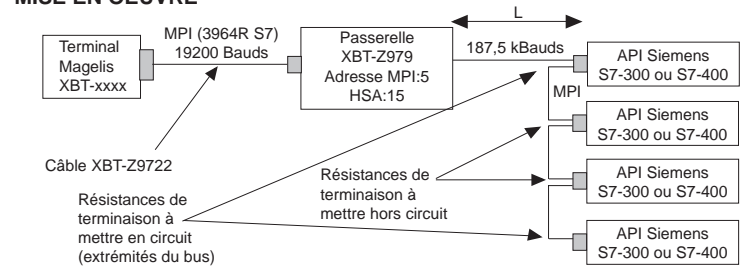 MISE EN OEUVRE
L
MPI (3964R S7)
19200 Bauds
Terminal
Magelis
XBT-xxxx
Passerelle
XBT-Z979
Adresse MPI:5
HSA:15
187,5 kBauds
API Siemens
S7-300 ou S7-400
MPI
API Siemens
S7-300 ou S7-400
Câble XBT-Z9722
Résistances de
terminaison à
mettre hors circuit
API Siemens
S7-300 ou S7-400
Résistances de
terminaison à
mettre en circuit
(extrémités du bus)
API Siemens
S7-300 ou S7-400